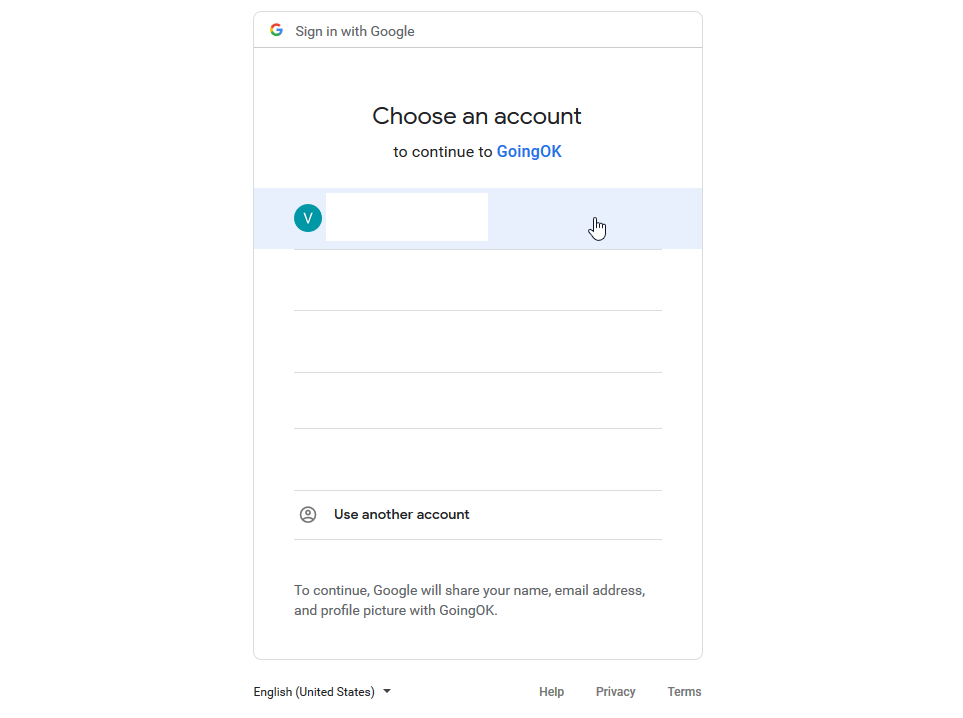 Sign in with Google
Choose an account
to continue to GoingOK
V
Use another account
To continue, Google will share your name, email address,
and profile picture with GoingOK.
English (United States) Help Privacy Terms